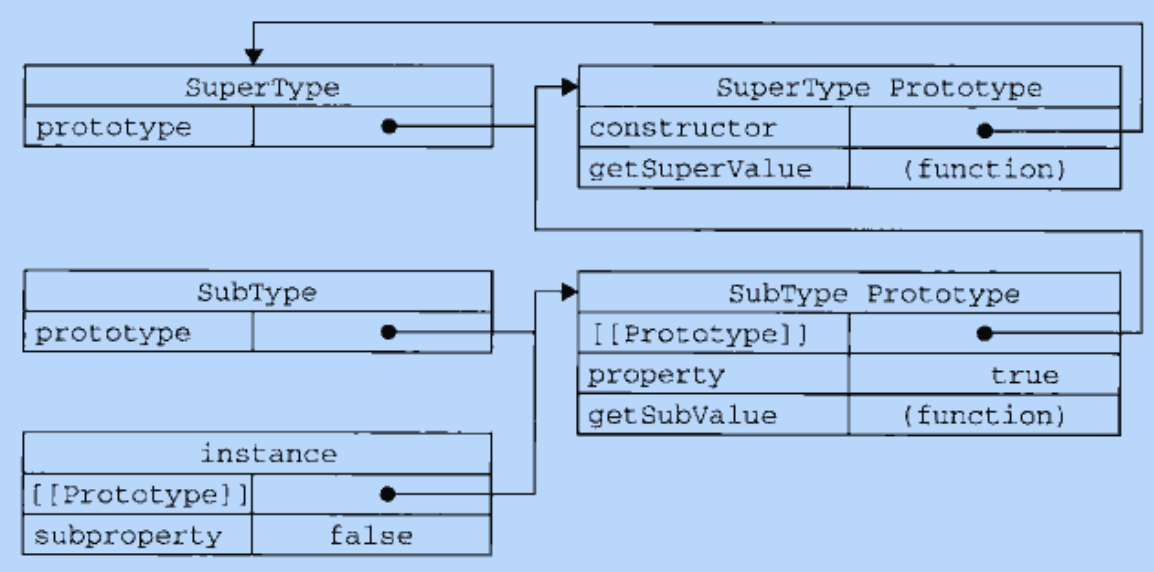 SuperType
prototype
SuperType Prototype
constructor
getSuperValue (function)
SubType
prototype
SubType Prototype
[[Prototype]]
property true
getSubValue (function)
instance
[[Prototype]]
subproperty false